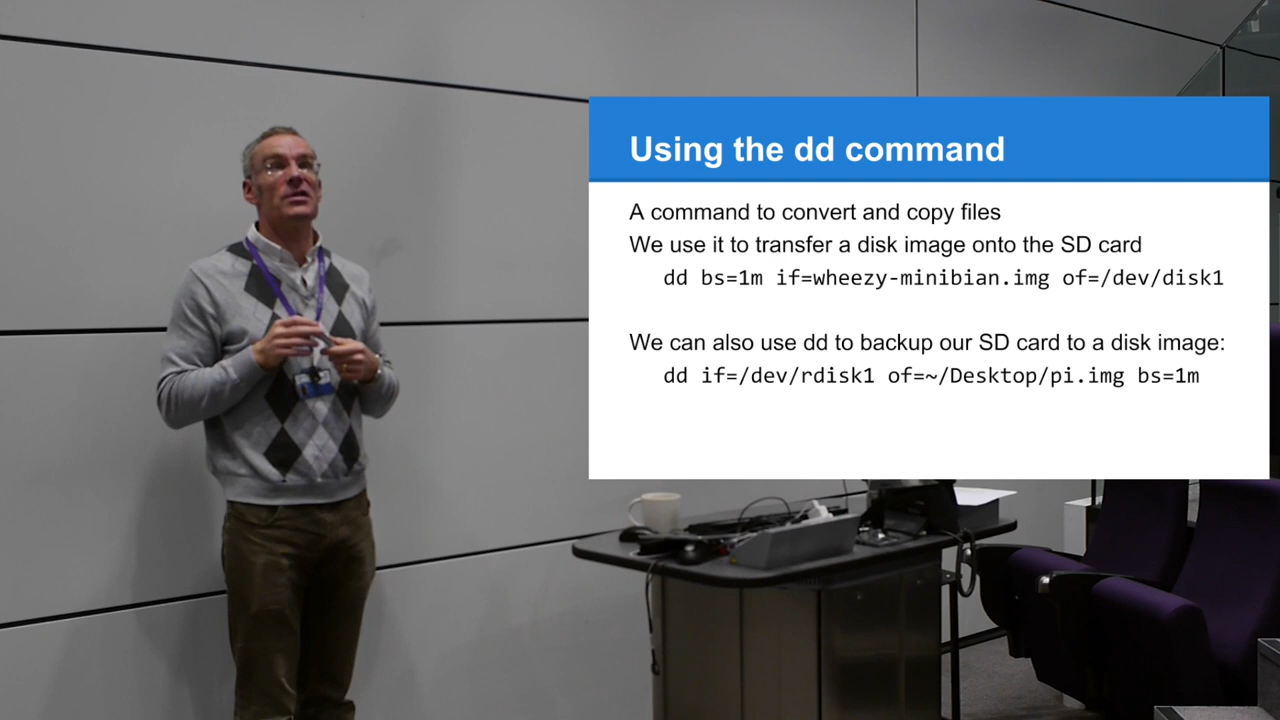 Using the dd command
A command to convert and copy files
We use it to transfer a disk image onto the SD card
dd bs=1m if=wheezy-minibian.img of=/dev/disk1
We can also use dd to backup our SD card to a disk image:
dd if=/dev/rdisk1 of=~/Desktop/pi.img bs=1m